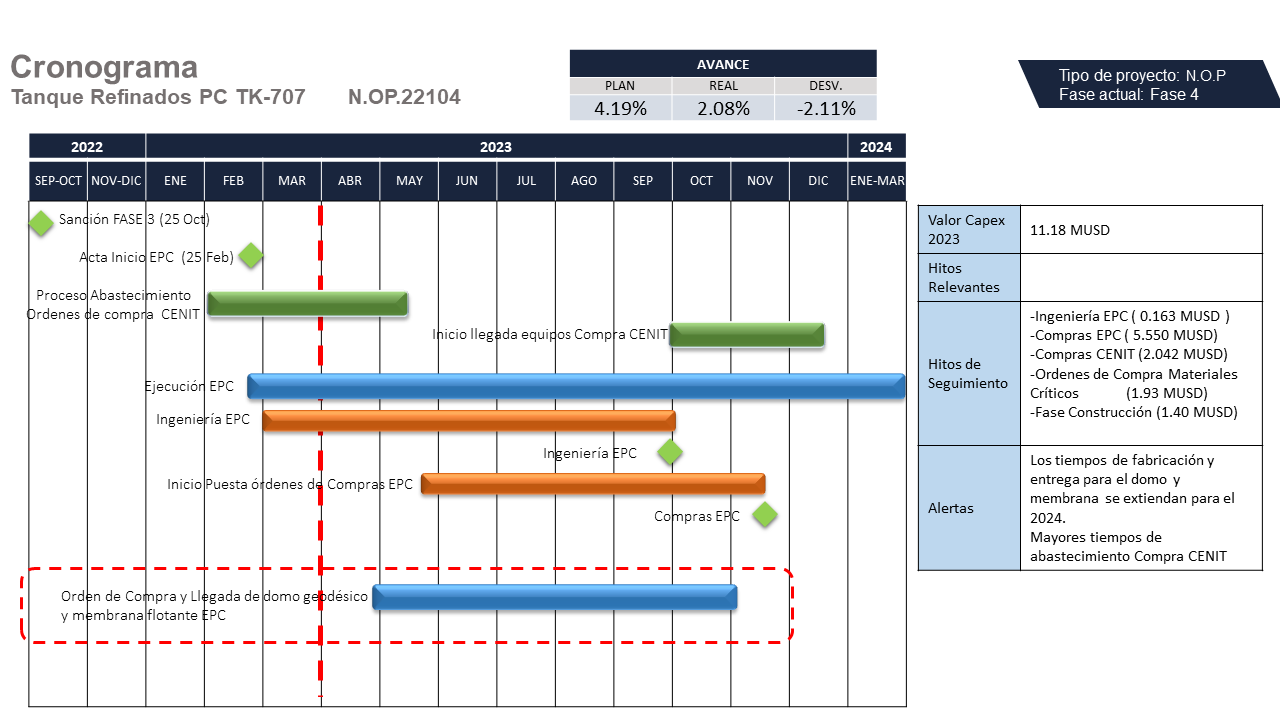 Cronograma
Tanque Refinados PC TK-707 N.OP.22104
AVANCE
PLAN REAL DESV.
4.19% 2.08% -2.11%
Tipo de proyecto: N.O.P
Fase actual: Fase 4
2022 2023 2024
SEP-OCT NOV-DIC ENE FEB MAR ABR MAY JUN JUL AGO SEP OCT NOV DIC ENE-MAR
Sanción FASE 3 (25 Oct)
Acta Inicio EPC (25 Feb)
Proceso Abastecimiento
Ordenes de compra CENIT
Inicio llegada equipos Compra CENIT
Ejecución EPC
Ingeniería EPC
Ingeniería EPC
Inicio Puesta órdenes de Compras EPC
Compras EPC
Orden de Compra y Llegada de domo geodésico
y membrana flotante EPC
Valor Capex
2023
11.18 MUSD
Hitos
Relevantes
Hitos de
Seguimiento
-Ingeniería EPC ( 0.163 MUSD )
-Compras EPC ( 5.550 MUSD)
-Compras CENIT (2.042 MUSD)
-Ordenes de Compra Materiales
Críticos (1.93 MUSD)
-Fase Construcción (1.40 MUSD)
Alertas
Los tiempos de fabricación y
entrega para el domo y
membrana se extiendan para el
2024.
Mayores tiempos de
abastecimiento Compra CENIT